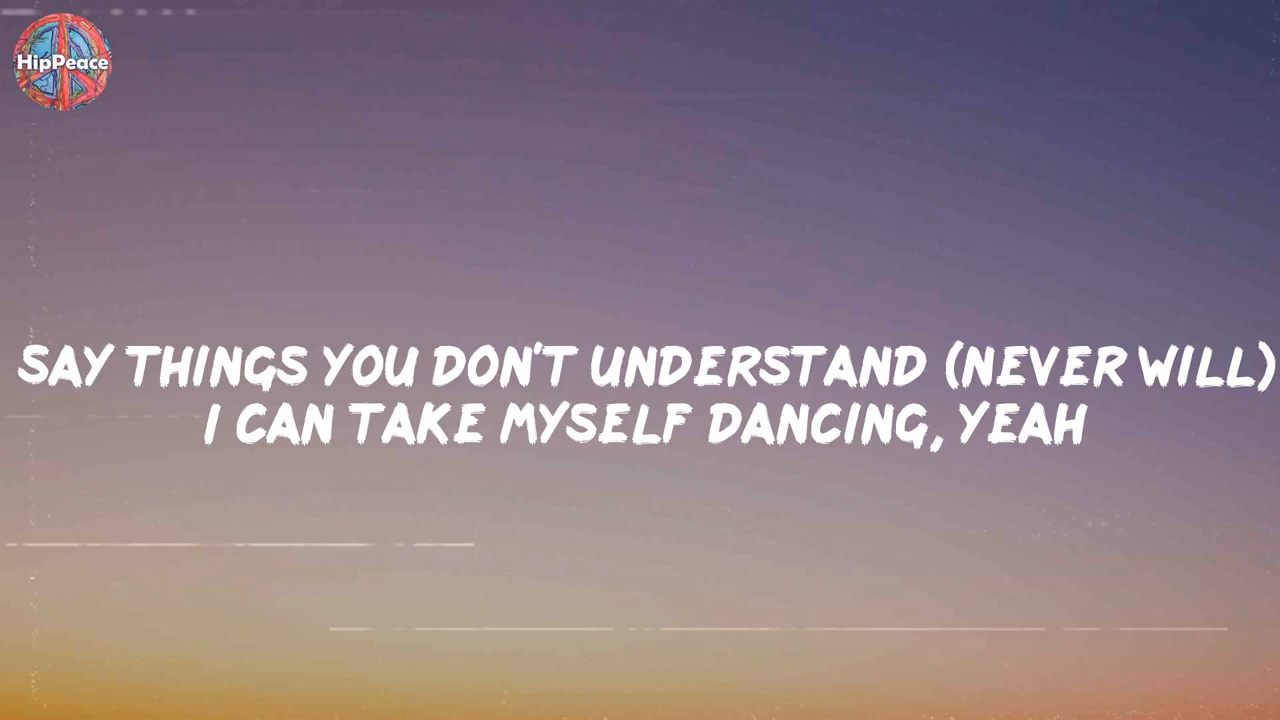 HipPeace
SAY THINGS YOU DON'T UNDERSTAND (NEVER WILL)
I CAN TAKE MYSELF DANCING, YEAH